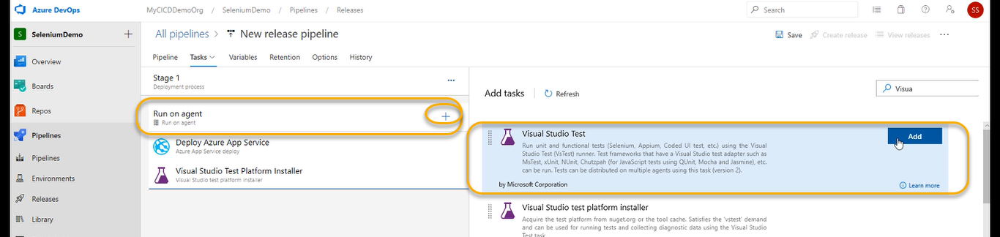 Azure DevOps
MyCICDDemoOrg / SeleniumDemo / Pipelines / Releases
Search
SS
S SeleniumDemo
Overview
Boards
Repos
Pipelines
Pipelines
Environments
Releases
Library
All pipelines > New release pipeline
Save
Create release
View releases
Pipeline
Tasks
Variables
Retention
Options
History
Stage 1
Deployment process
Run on agent
Run on agent
Deploy Azure App Service
Azure App Service deploy
Visual Studio Test Platform Installer
Visual Studio test platform installer
Add tasks
Refresh
Visua
Visual Studio Test
Run unit and functional tests (Selenium, Appium, Coded UI test, etc.) using the Visual
Studio Test (VsTest) runner. Test frameworks that have a Visual Studio test adapter such as
MsTest, xUnit, NUnit, Chutzpah (for JavaScript tests using QUnit, Mocha and Jasmine), etc.
can be run. Tests can be distributed on multiple agents using this task (version 2).
Add
by Microsoft Corporation
Learn more
Visual Studio test platform installer
Acquire the test platform from nuget.org or the tool cache. Satisfies the 'vstest' demand
and can be used for running tests and collecting diagnostic data using the Visual Studio
Test task.